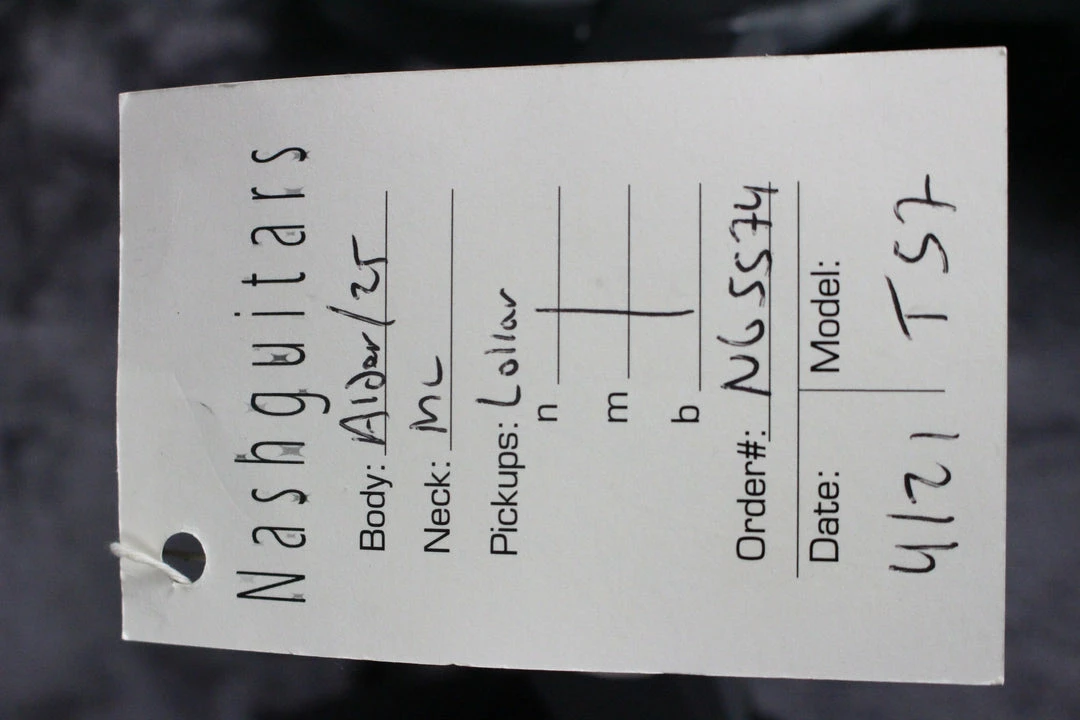 Nashguitars
Body: Alder/25
Neck: mc
Pickups: Lollar
n
m
b
Order#: NG5574
Date: Model:
4/21 T57